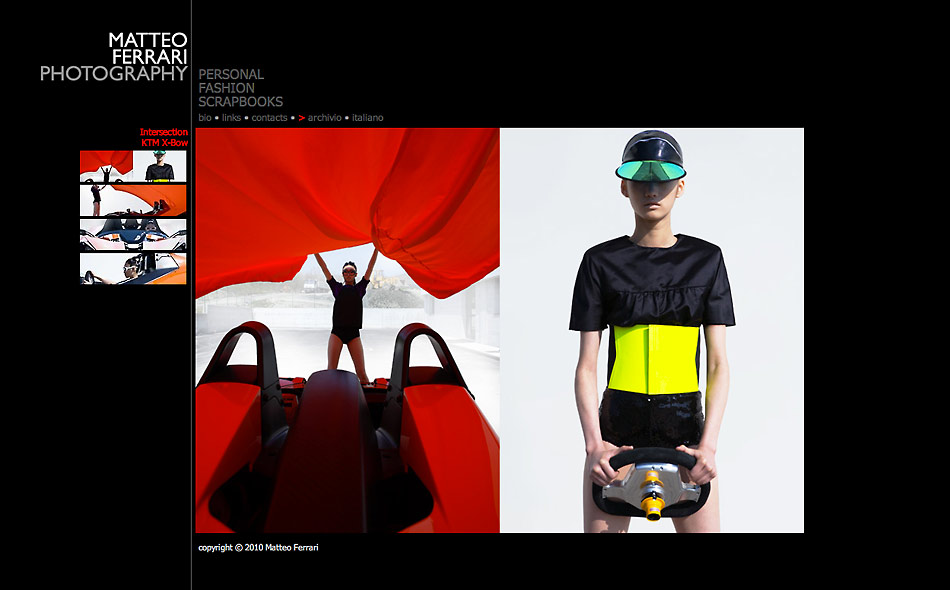 MATTEO
FERRARI
PHOTOGRAPHY
PERSONAL
FASHION
SCRAPBOOKS
bio • links • contacts • > archivio • italiano
Intersection
KTM X-Bow
copyright © 2010 Matteo Ferrari